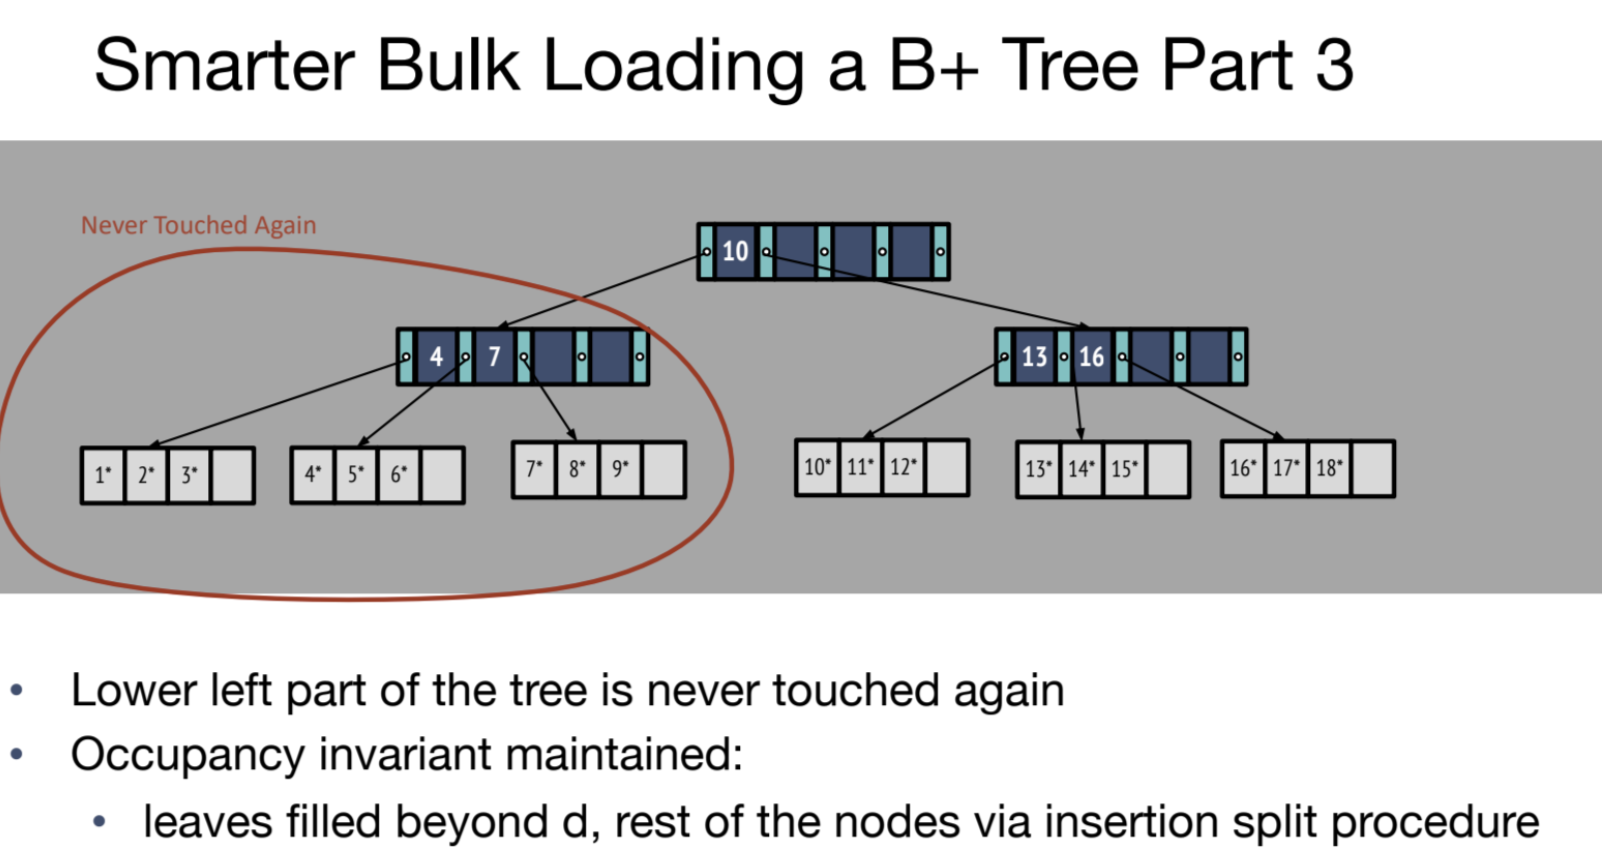 Smarter Bulk Loading a B+ Tree Part 3
Never Touched Again
10
4 7
13 16
1* 2* 3*
4* 5* 6*
7* 8* 9*
10* 11* 12*
13* 14* 15*
16* 17* 18*
• Lower left part of the tree is never touched again
• Occupancy invariant maintained:
• leaves filled beyond d, rest of the nodes via insertion split procedure